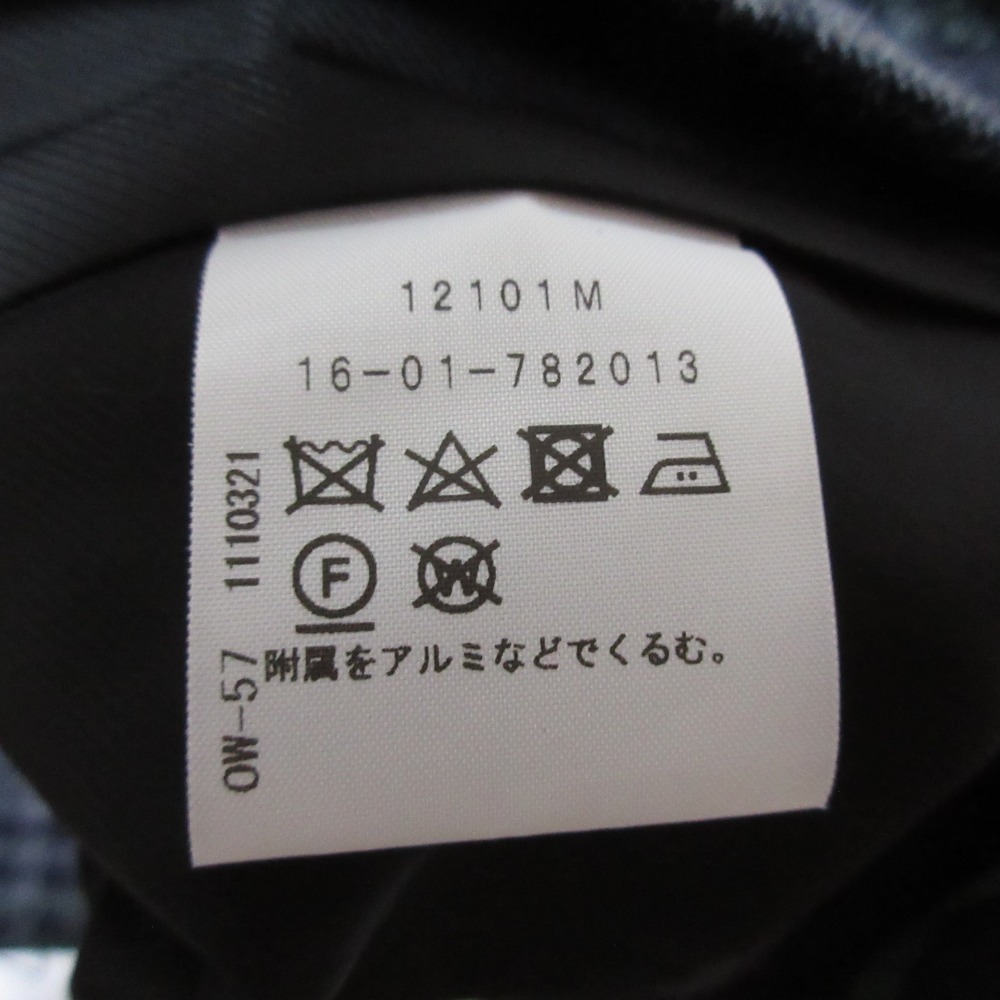 12101M
16-01-782013
F
W
附属をアルミなどでくるむ。
OW-57 1110321